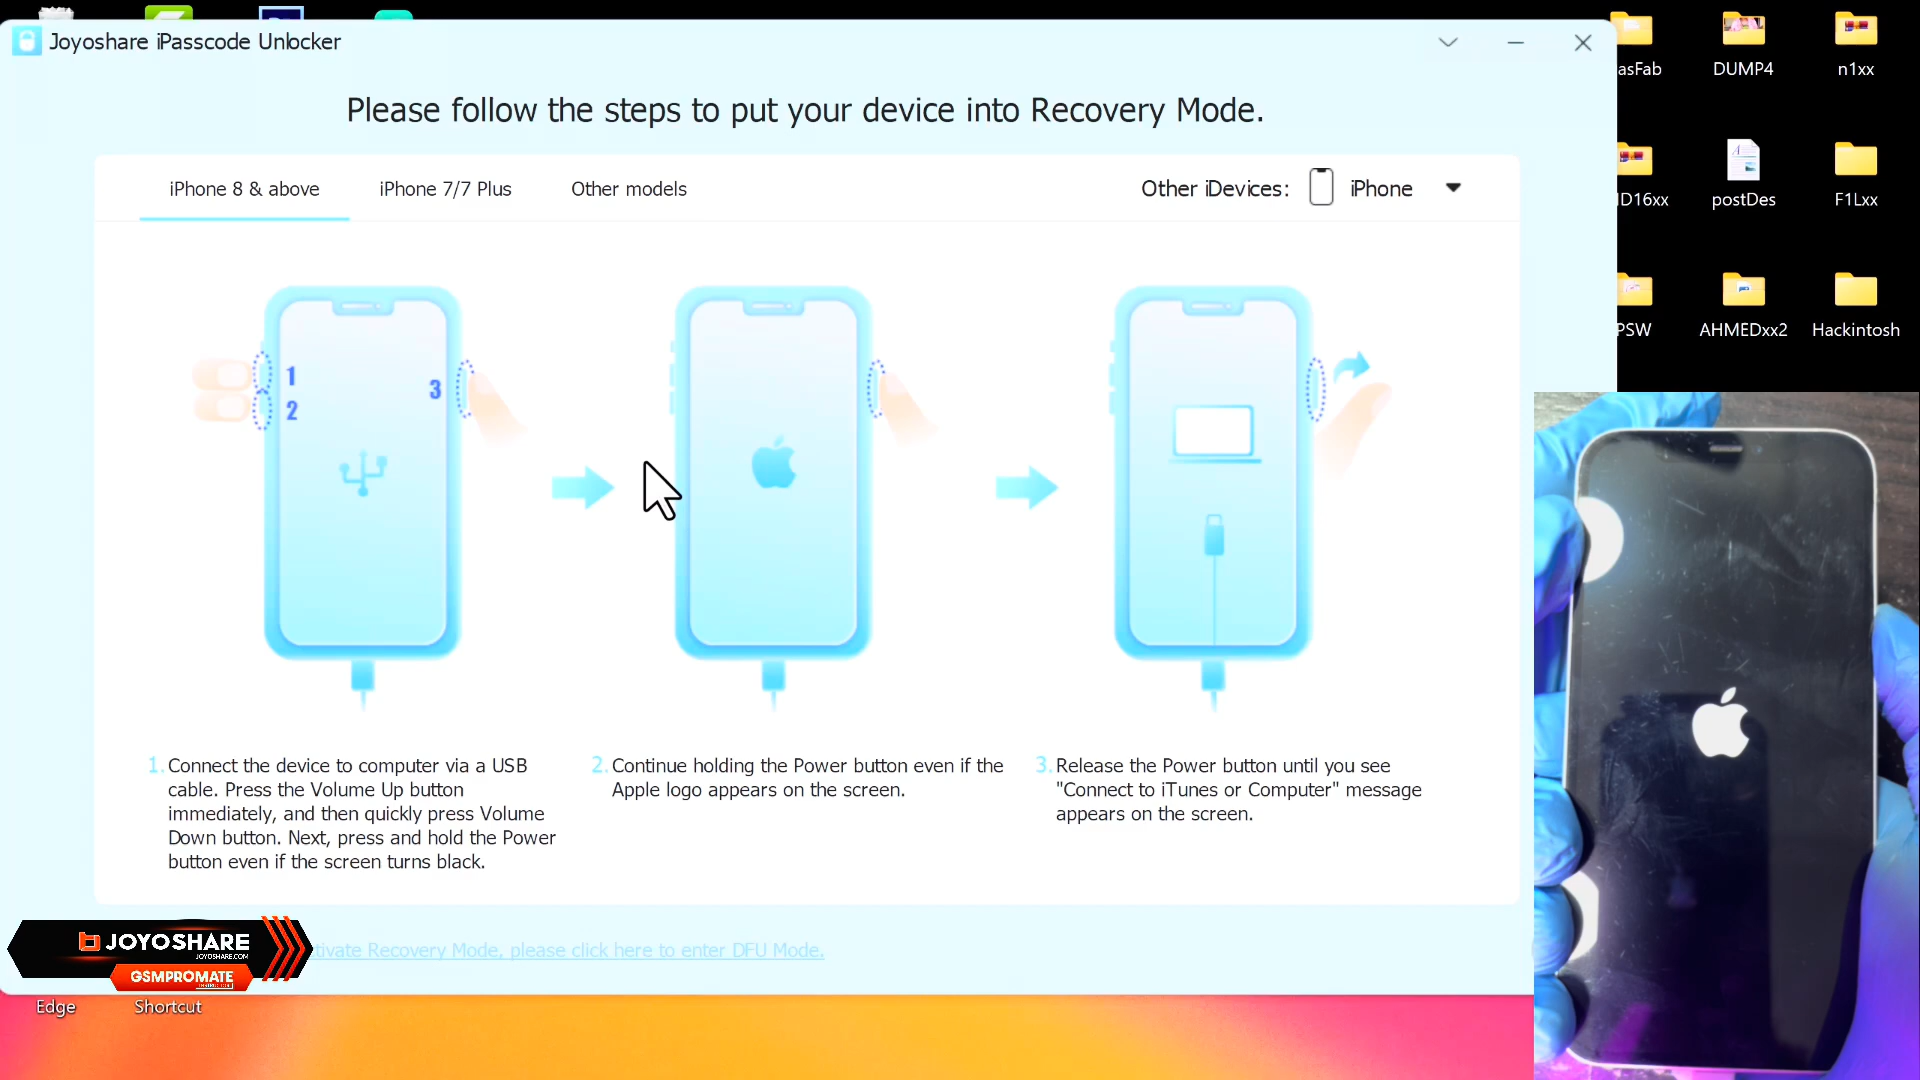 Joyoshare iPasscode Unlocker
Please follow the steps to put your device into Recovery Mode.
iPhone 8 & above
iPhone 7/7 Plus
Other models
Other iDevices:
iPhone
1
2
3
1. Connect the device to computer via a USB
cable. Press the Volume Up button
immediately, and then quickly press Volume
Down button. Next, press and hold the Power
button even if the screen turns black.
2. Continue holding the Power button even if the
Apple logo appears on the screen.
3. Release the Power button until you see
"Connect to iTunes or Computer" message
appears on the screen.
tivate Recovery Mode, please click here to enter DFU Mode.
JOYOSHARE
JOYOSHARE.COM
GSMPROMATE
Edge
Shortcut
asFab
DUMP4
n1xx
D16xx
postDes
F1Lxx
PSW
AHMEDxx2
Hackintosh